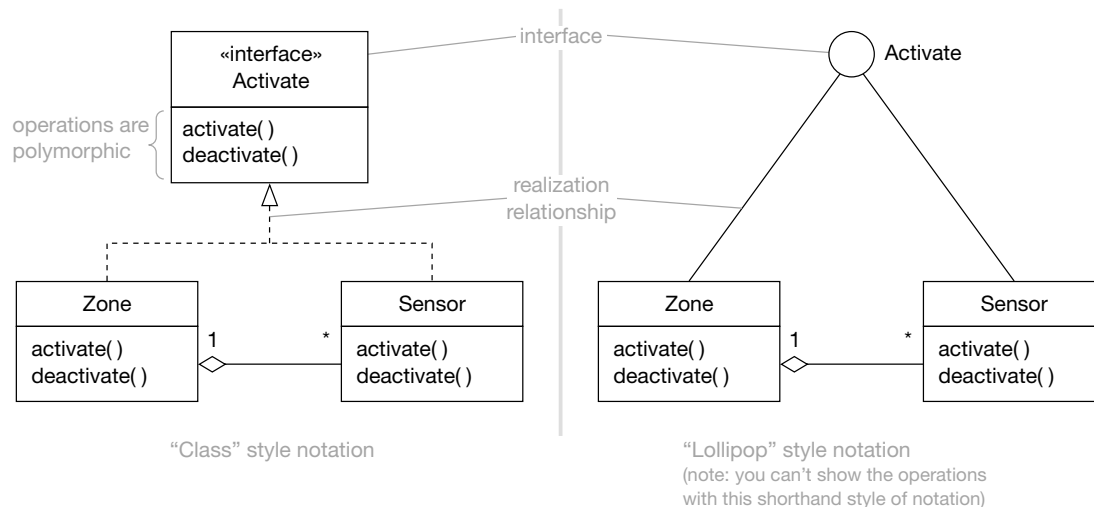 «interface»
Activate
activate( )
deactivate( )
operations are
polymorphic
interface
Activate
realization
relationship
Zone
activate( )
deactivate( )
1
*
Sensor
activate( )
deactivate( )
Zone
activate( )
deactivate( )
1
*
Sensor
activate( )
deactivate( )
“Class” style notation
“Lollipop” style notation
(note: you can’t show the operations
with this shorthand style of notation)